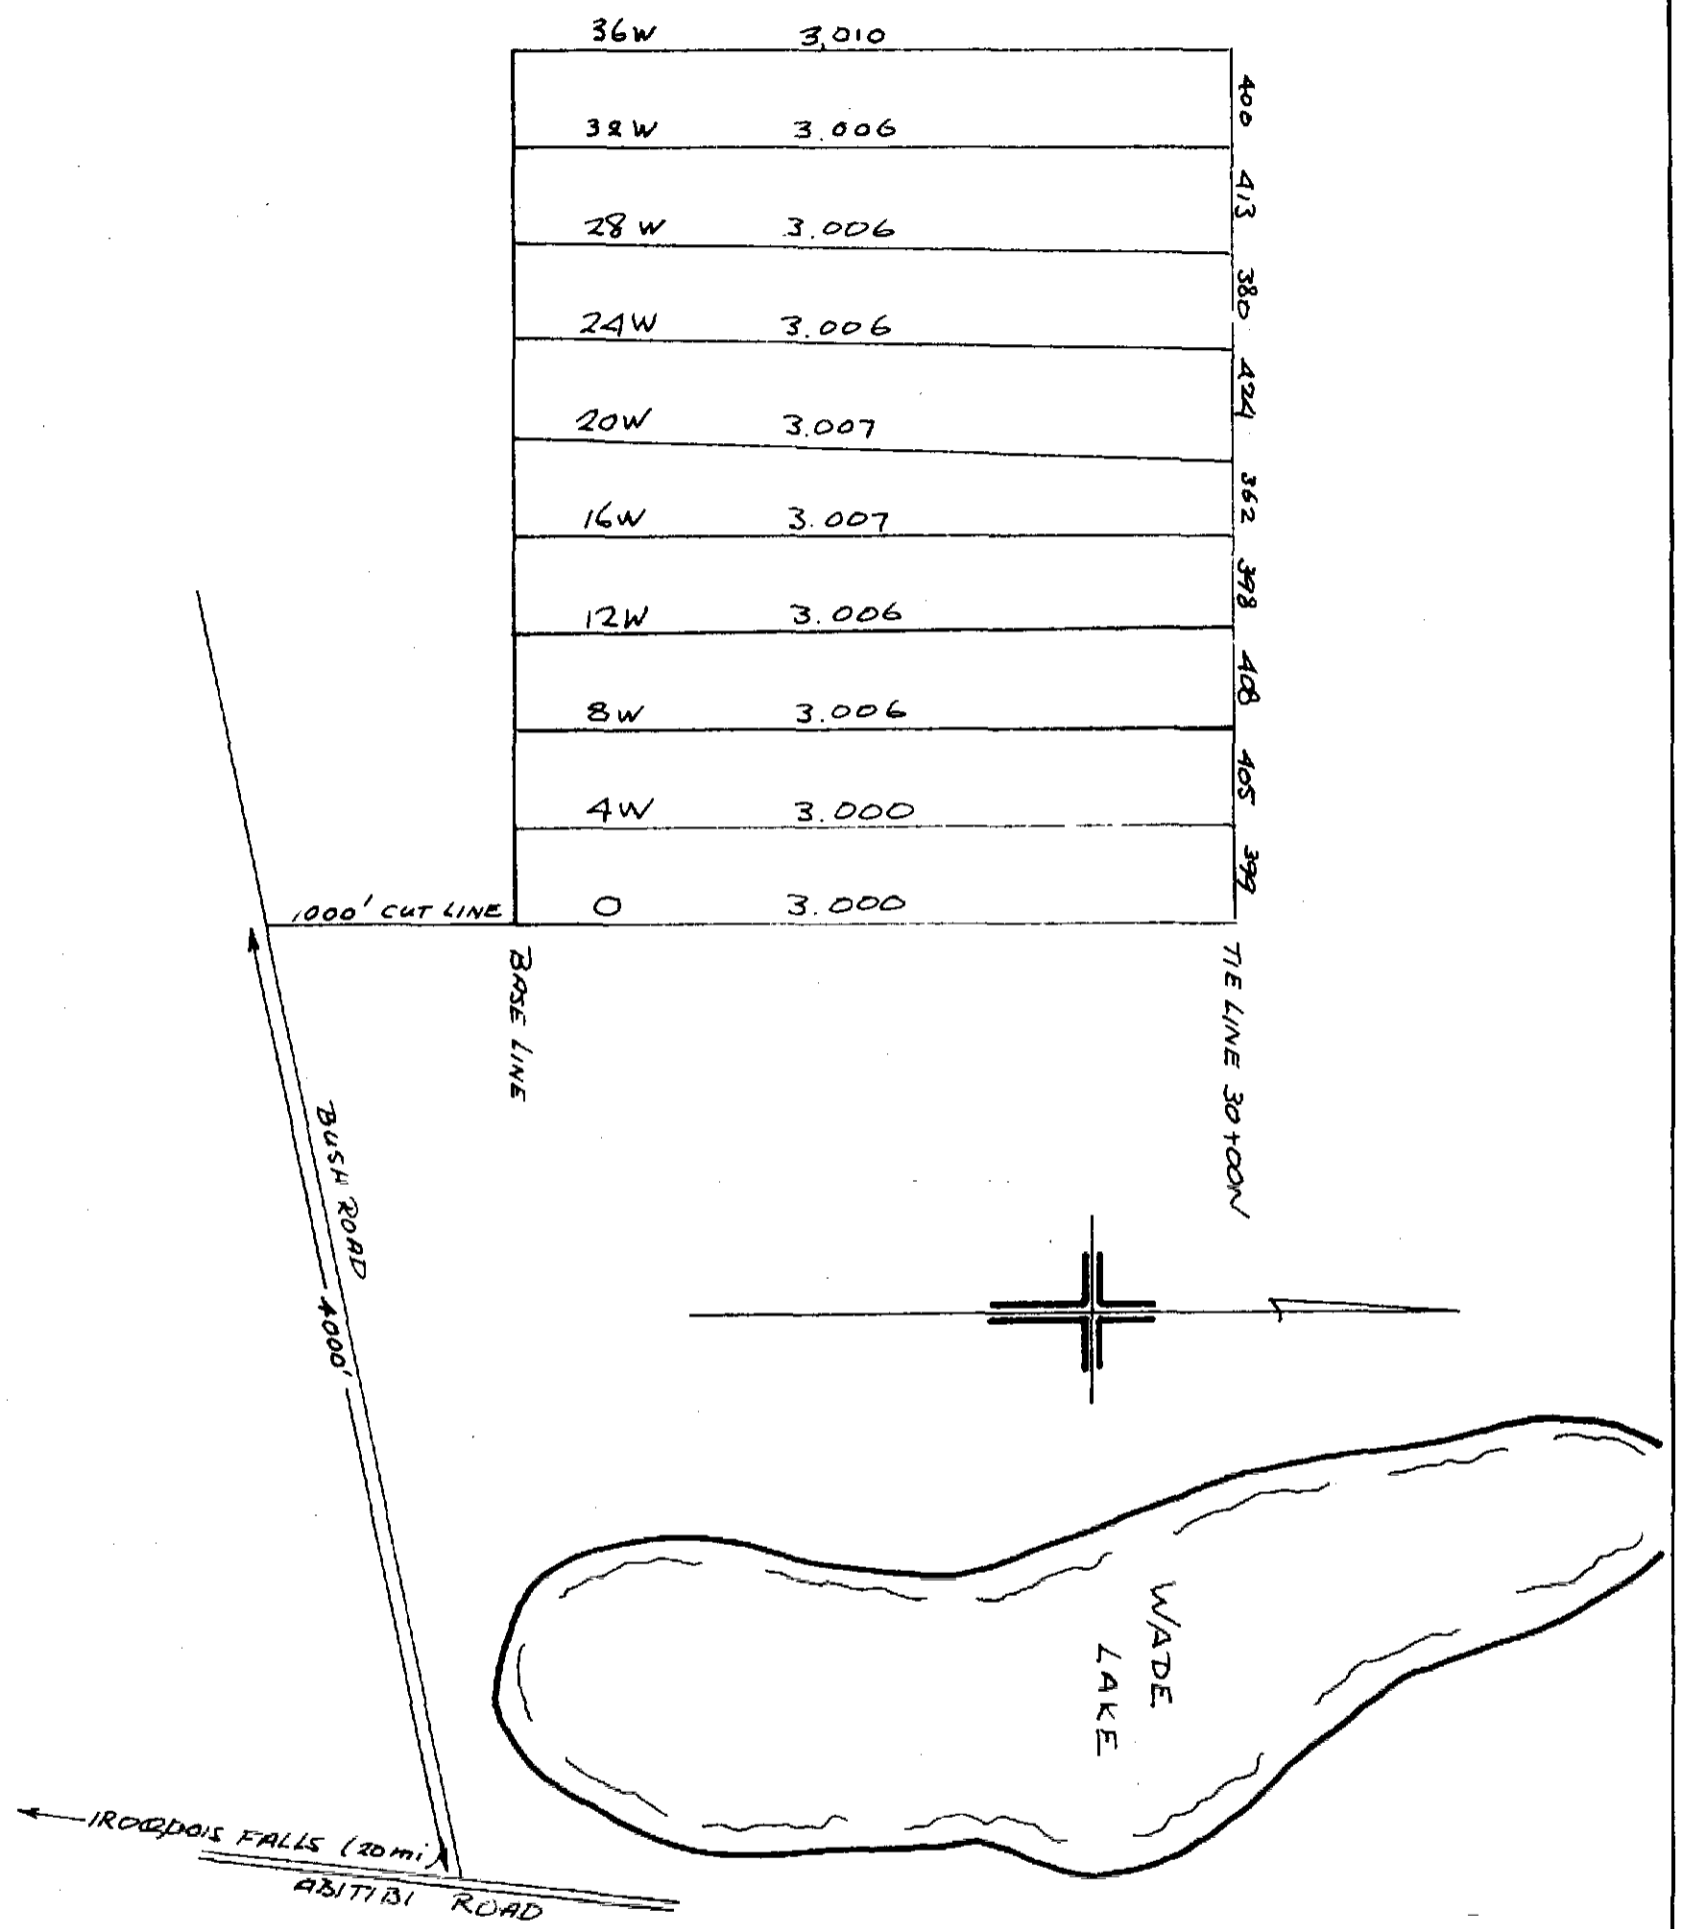 36W 3,010
400
32W 3.006
413
28W 3.006
380
24W 3.006
424
20W 3.007
362
16W 3.007
398
12W 3.006
408
8W 3.006
405
4W 3.000
399
1000' CUT LINE 0 3.000
BASE LINE
TIE LINE 30+00N
BUSH ROAD
4000'
WADE
LAKE
IROQUOIS FALLS (20mi)
ABITIBI ROAD